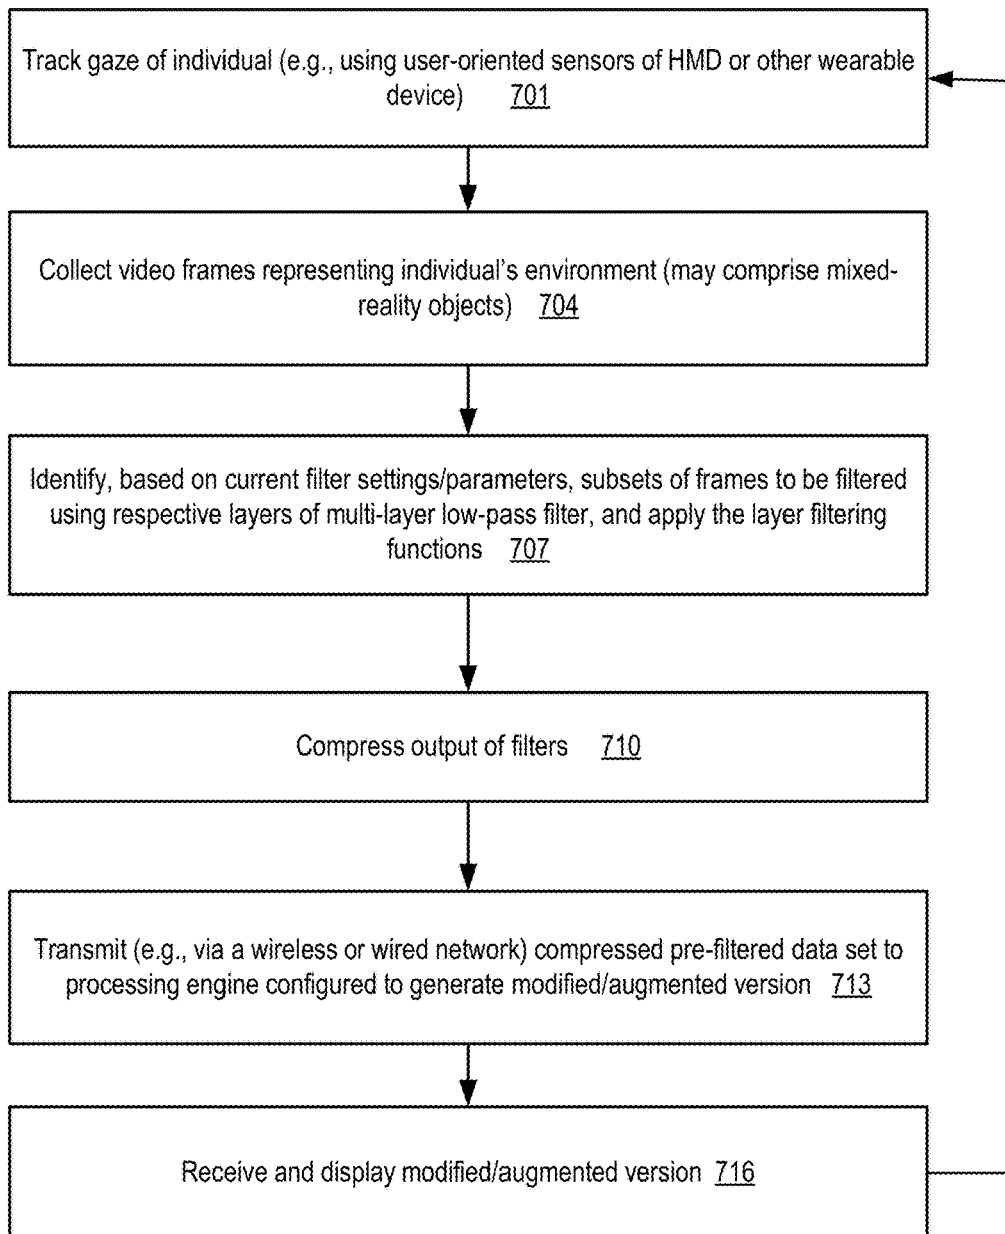 Track gaze of individual (e.g., using user-oriented sensors of HMD or other wearable
device) 701
Collect video frames representing individual's environment (may comprise mixed-
reality objects) 704
Identify, based on current filter settings/parameters, subsets of frames to be filtered
using respective layers of multi-layer low-pass filter, and apply the layer filtering
functions 707
Compress output of filters 710
Transmit (e.g., via a wireless or wired network) compressed pre-filtered data set to
processing engine configured to generate modified/augmented version 713
Receive and display modified/augmented version 716